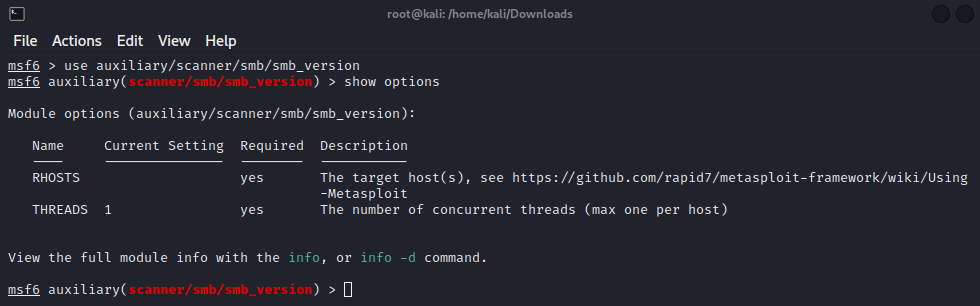 root@kali: /home/kali/Downloads
File Actions Edit View Help
msf6 > use auxiliary/scanner/smb/smb_version
msf6 auxiliary(scanner/smb/smb_version) > show options
Module options (auxiliary/scanner/smb/smb_version):
Name Current Setting Required Description
RHOSTS yes The target host(s), see https://github.com/rapid7/metasploit-framework/wiki/Using
-Metasploit
THREADS 1 yes The number of concurrent threads (max one per host)
View the full module info with the info, or info -d command.
msf6 auxiliary(scanner/smb/smb_version) >